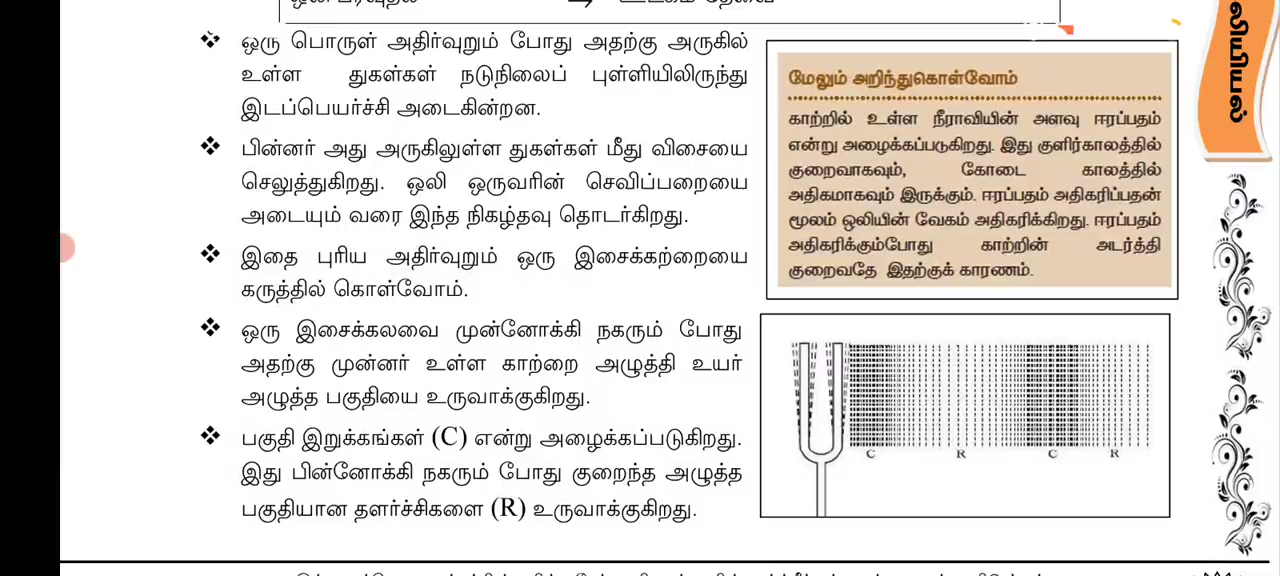 ❖ ஒரு பொருள் அதிர்வுறும் போது அதற்கு அருகில்
உள்ள துகள்கள் நடுநிலைப் புள்ளியிலிருந்து
இடப்பெயர்ச்சி அடைகின்றன.
❖ பின்னர் அது அருகிலுள்ள துகள்கள் மீது விசையை
செலுத்துகிறது. ஒலி ஒருவரின் செவிப்பறையை
அடையும் வரை இந்த நிகழ்தவு தொடர்கிறது.
❖ இதை புரிய அதிர்வுறும் ஒரு இசைக்கற்றையை
கருத்தில் கொள்வோம்.
❖ ஒரு இசைக்கலவை முன்னோக்கி நகரும் போது
அதற்கு முன்னர் உள்ள காற்றை அழுத்தி உயர்
அழுத்த பகுதியை உருவாக்குகிறது.
❖ பகுதி இறுக்கங்கள் (C) என்று அழைக்கப்படுகிறது.
இது பின்னோக்கி நகரும் போது குறைந்த அழுத்த
பகுதியான தளர்ச்சிகளை (R) உருவாக்குகிறது.
மேலும் அறிந்துகொள்வோம்
காற்றில் உள்ள நீராவியின் அளவு ஈரப்பதம்
என்று அழைக்கப்படுகிறது. இது குளிர்காலத்தில்
குறைவாகவும், கோடை காலத்தில்
அதிகமாகவும் இருக்கும். ஈரப்பதம் அதிகரிப்பதன்
மூலம் ஒலியின் வேகம் அதிகரிக்கிறது. ஈரப்பதம்
அதிகரிக்கும்போது காற்றின் அடர்த்தி
குறைவதே இதற்குக் காரணம்.
C R C R